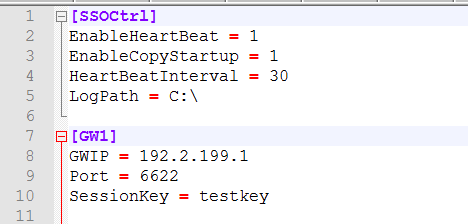 1 [SSOCtrl]
2 EnableHeartBeat = 1
3 EnableCopyStartup = 1
4 HeartBeatInterval = 30
5 LogPath = C:\
6
7 [GW1]
8 GWIP = 192.2.199.1
9 Port = 6622
10 SessionKey = testkey
11